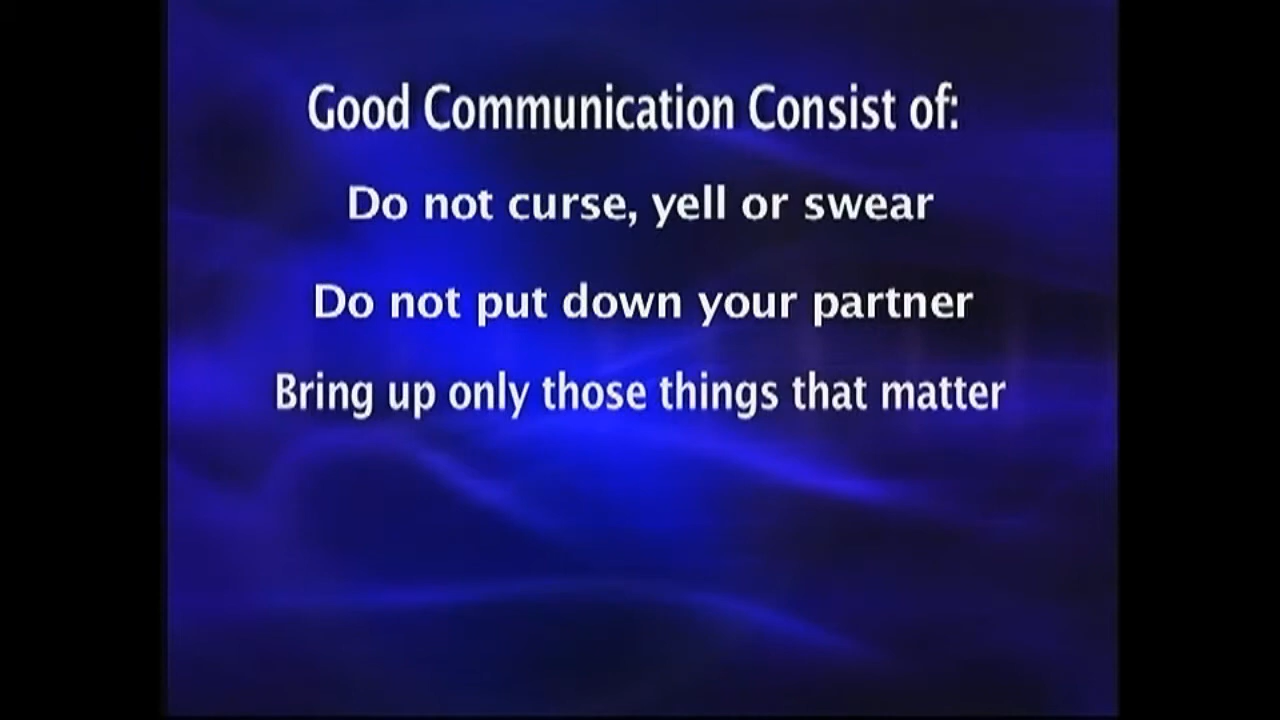 Good Communication Consist of:
Do not curse, yell or swear
Do not put down your partner
Bring up only those things that matter